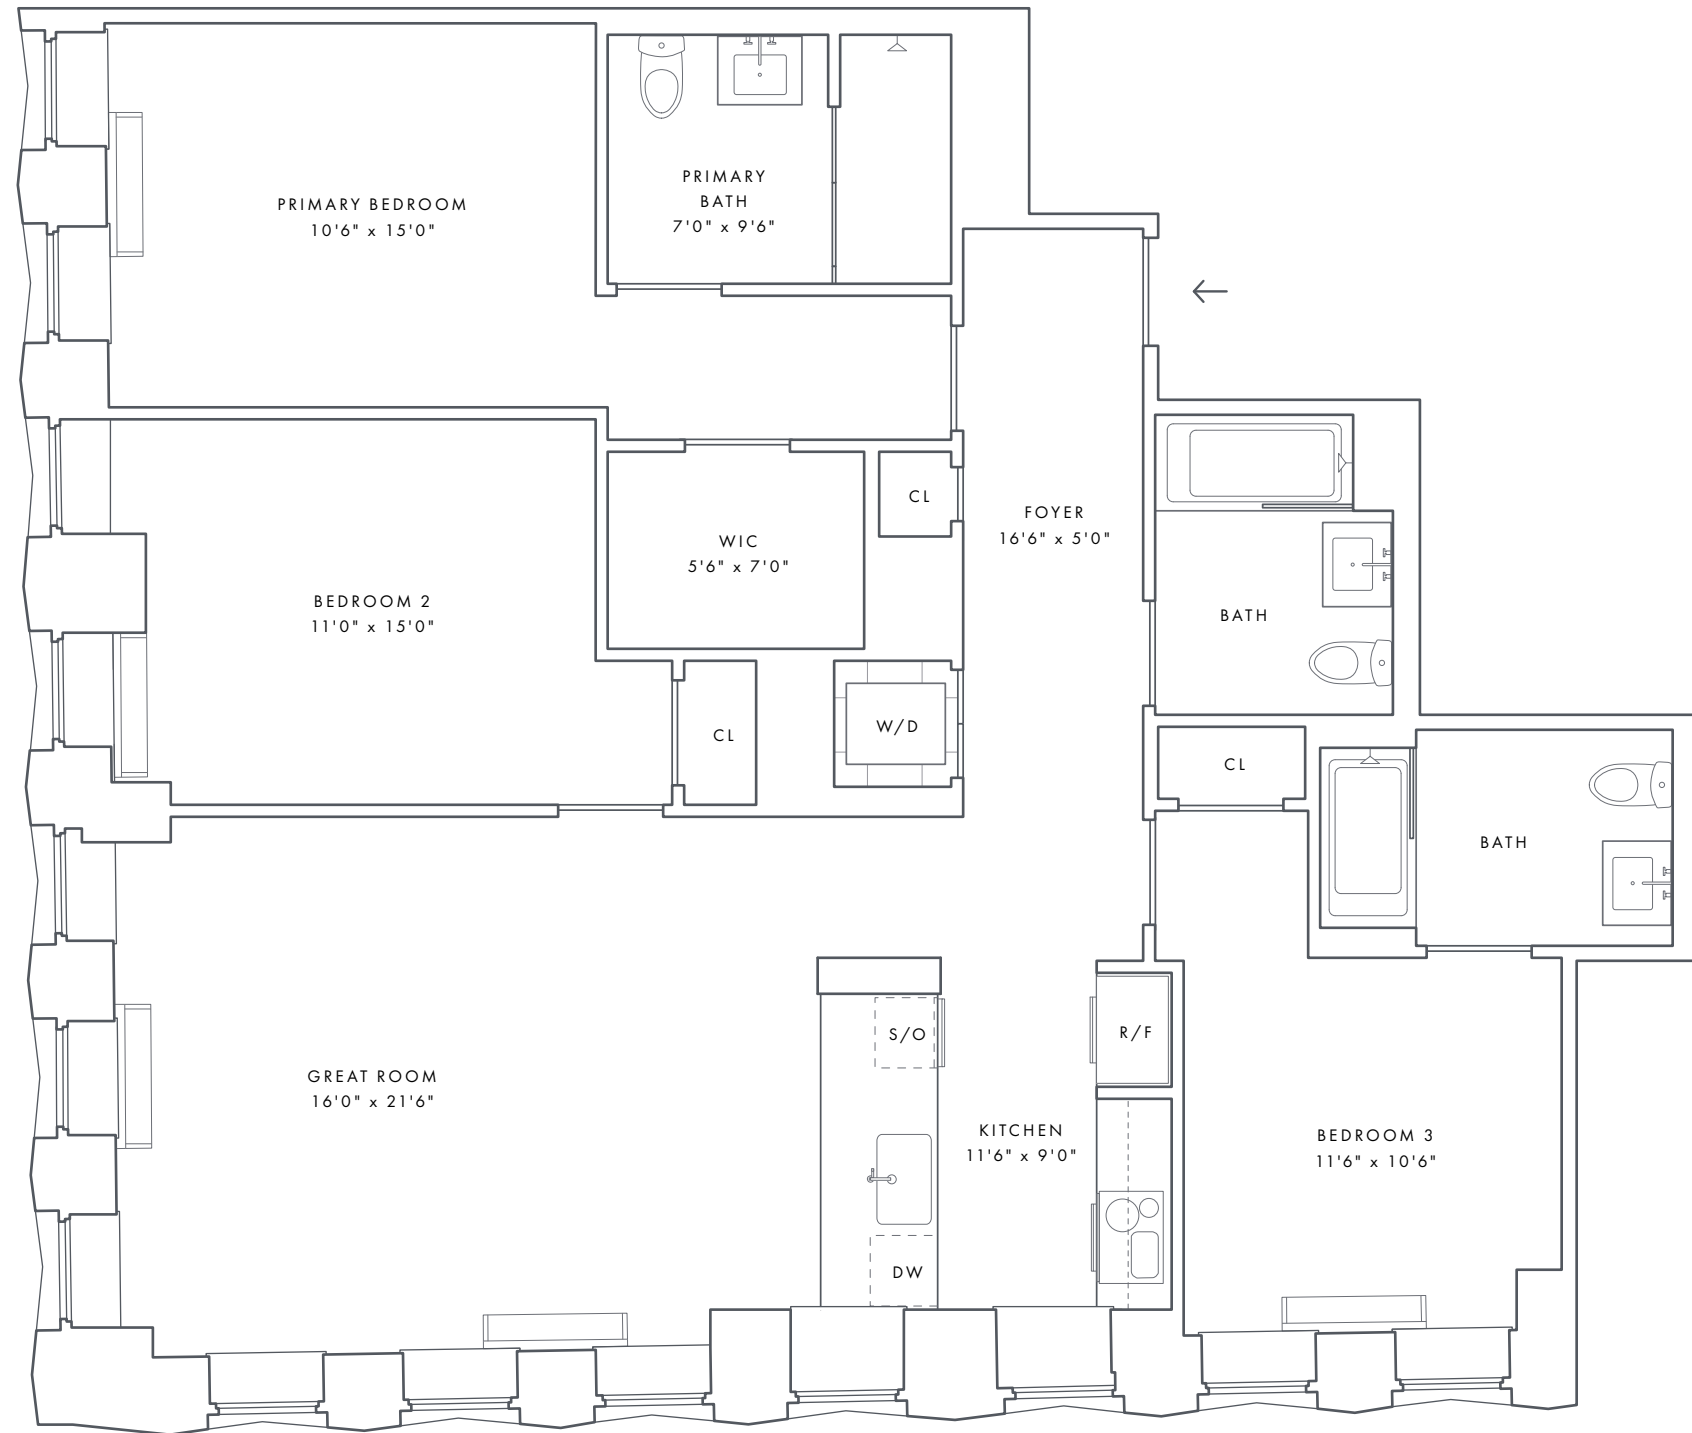 PRIMARY BEDROOM
10'6" x 15'0"
PRIMARY
BATH
7'0" x 9'6"
CL
FOYER
16'6" x 5'0"
WIC
5'6" x 7'0"
BEDROOM 2
11'0" x 15'0"
BATH
CL
W/D
CL
BATH
GREAT ROOM
16'0" x 21'6"
S/O
R/F
KITCHEN
11'6" x 9'0"
BEDROOM 3
11'6" x 10'6"
DW